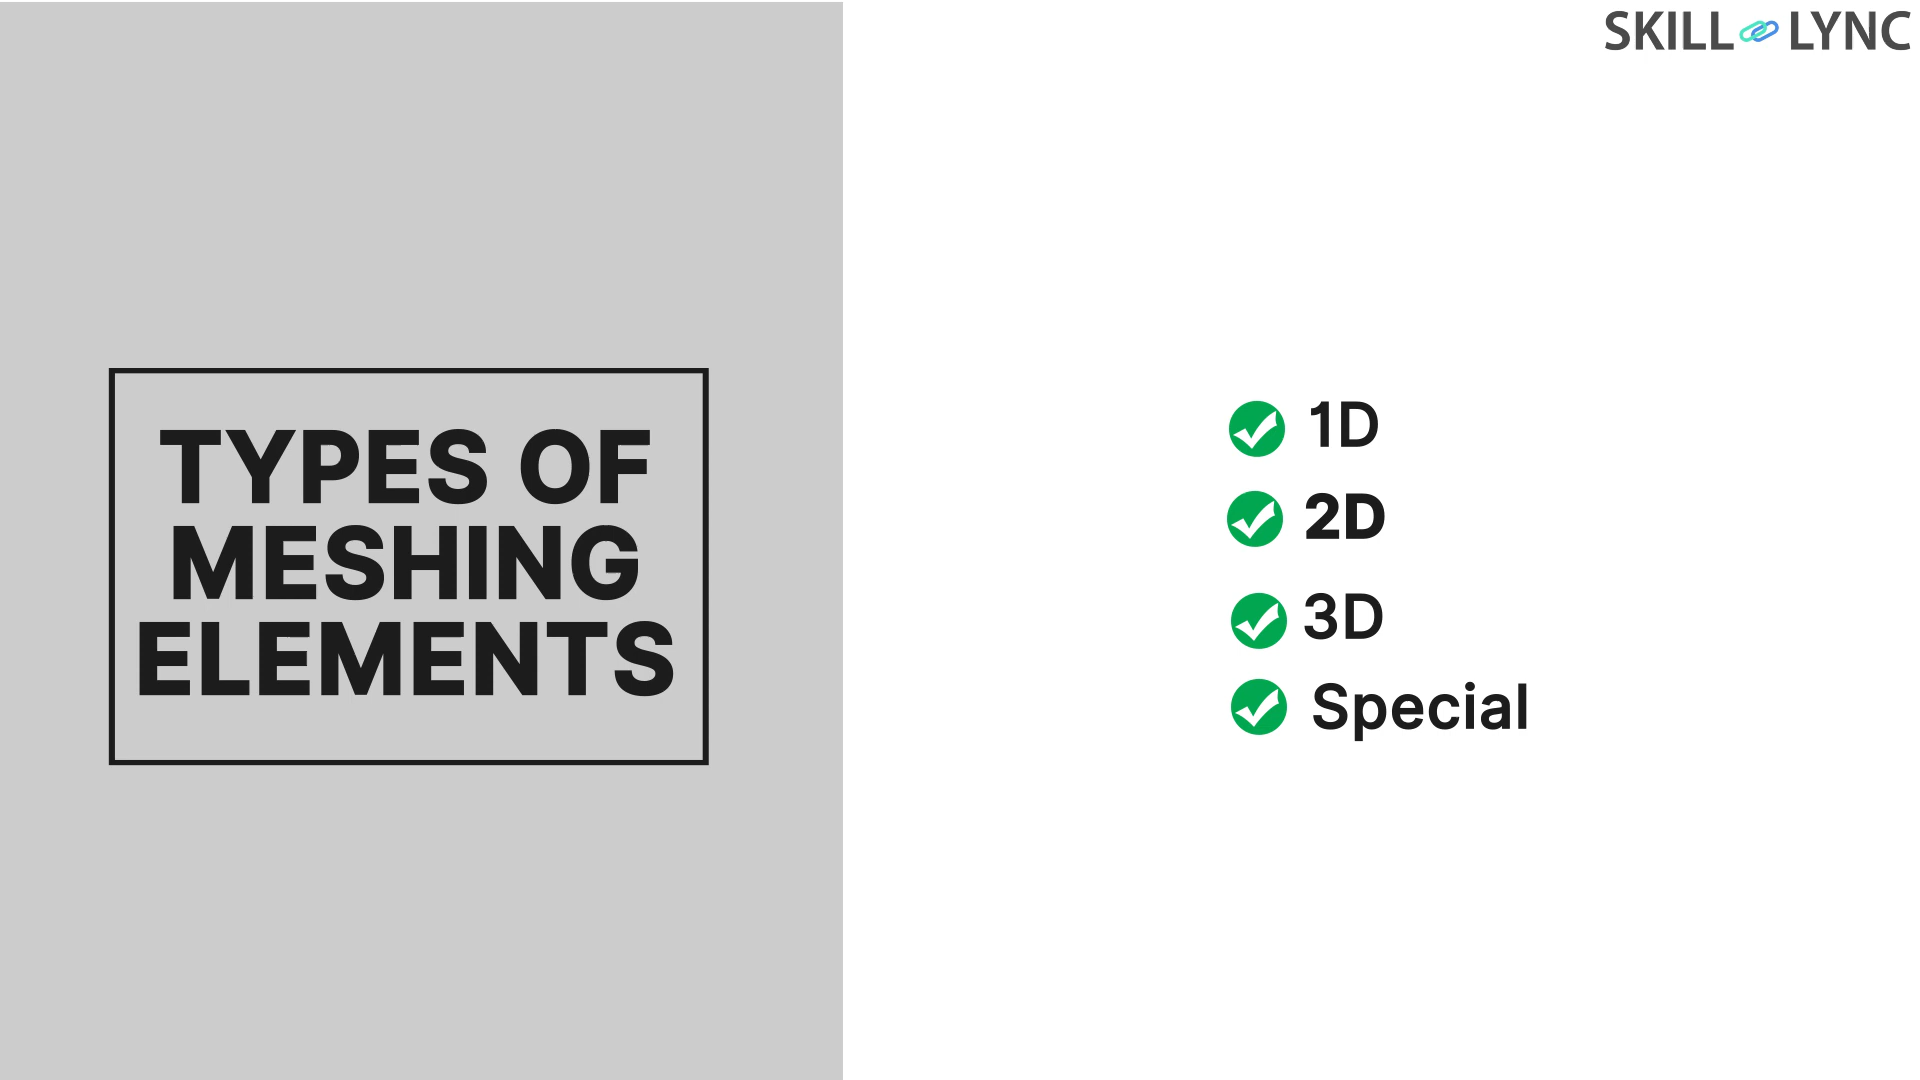 SKILL LYNC
TYPES OF
MESHING
ELEMENTS
1D
2D
3D
Special